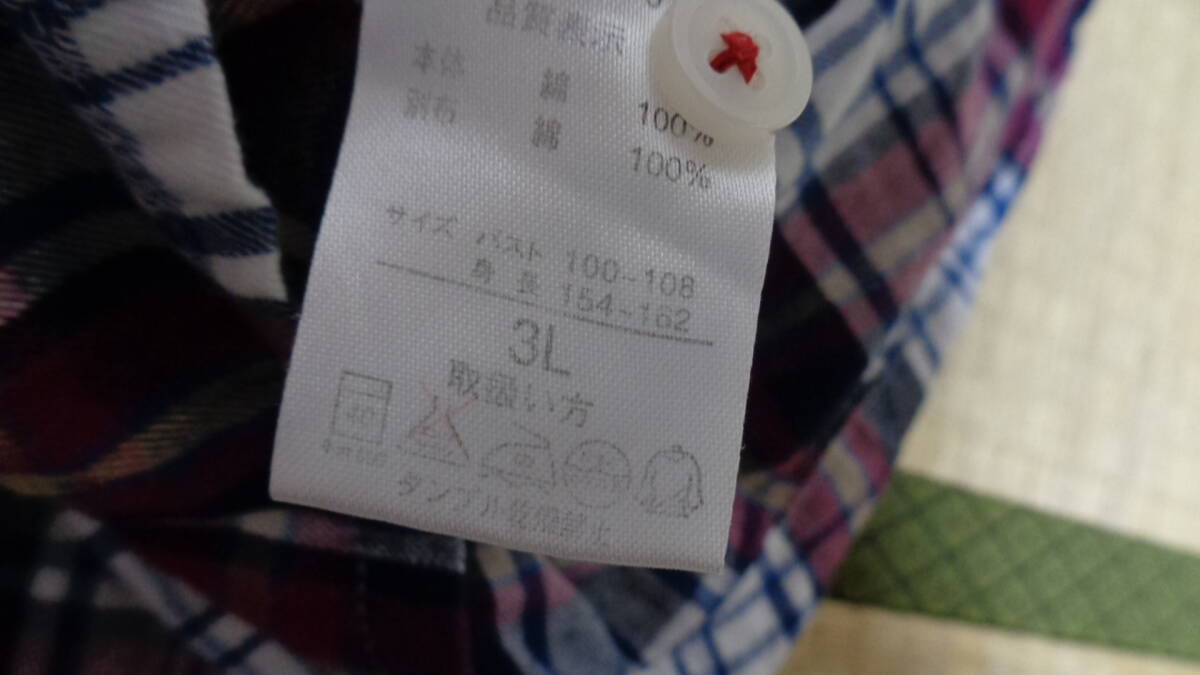 品質表示
本体 綿 100%
別布 綿 100%
サイズ バスト 100~108
身長 154~162
3L
取扱い方
40
タンブル乾燥禁止